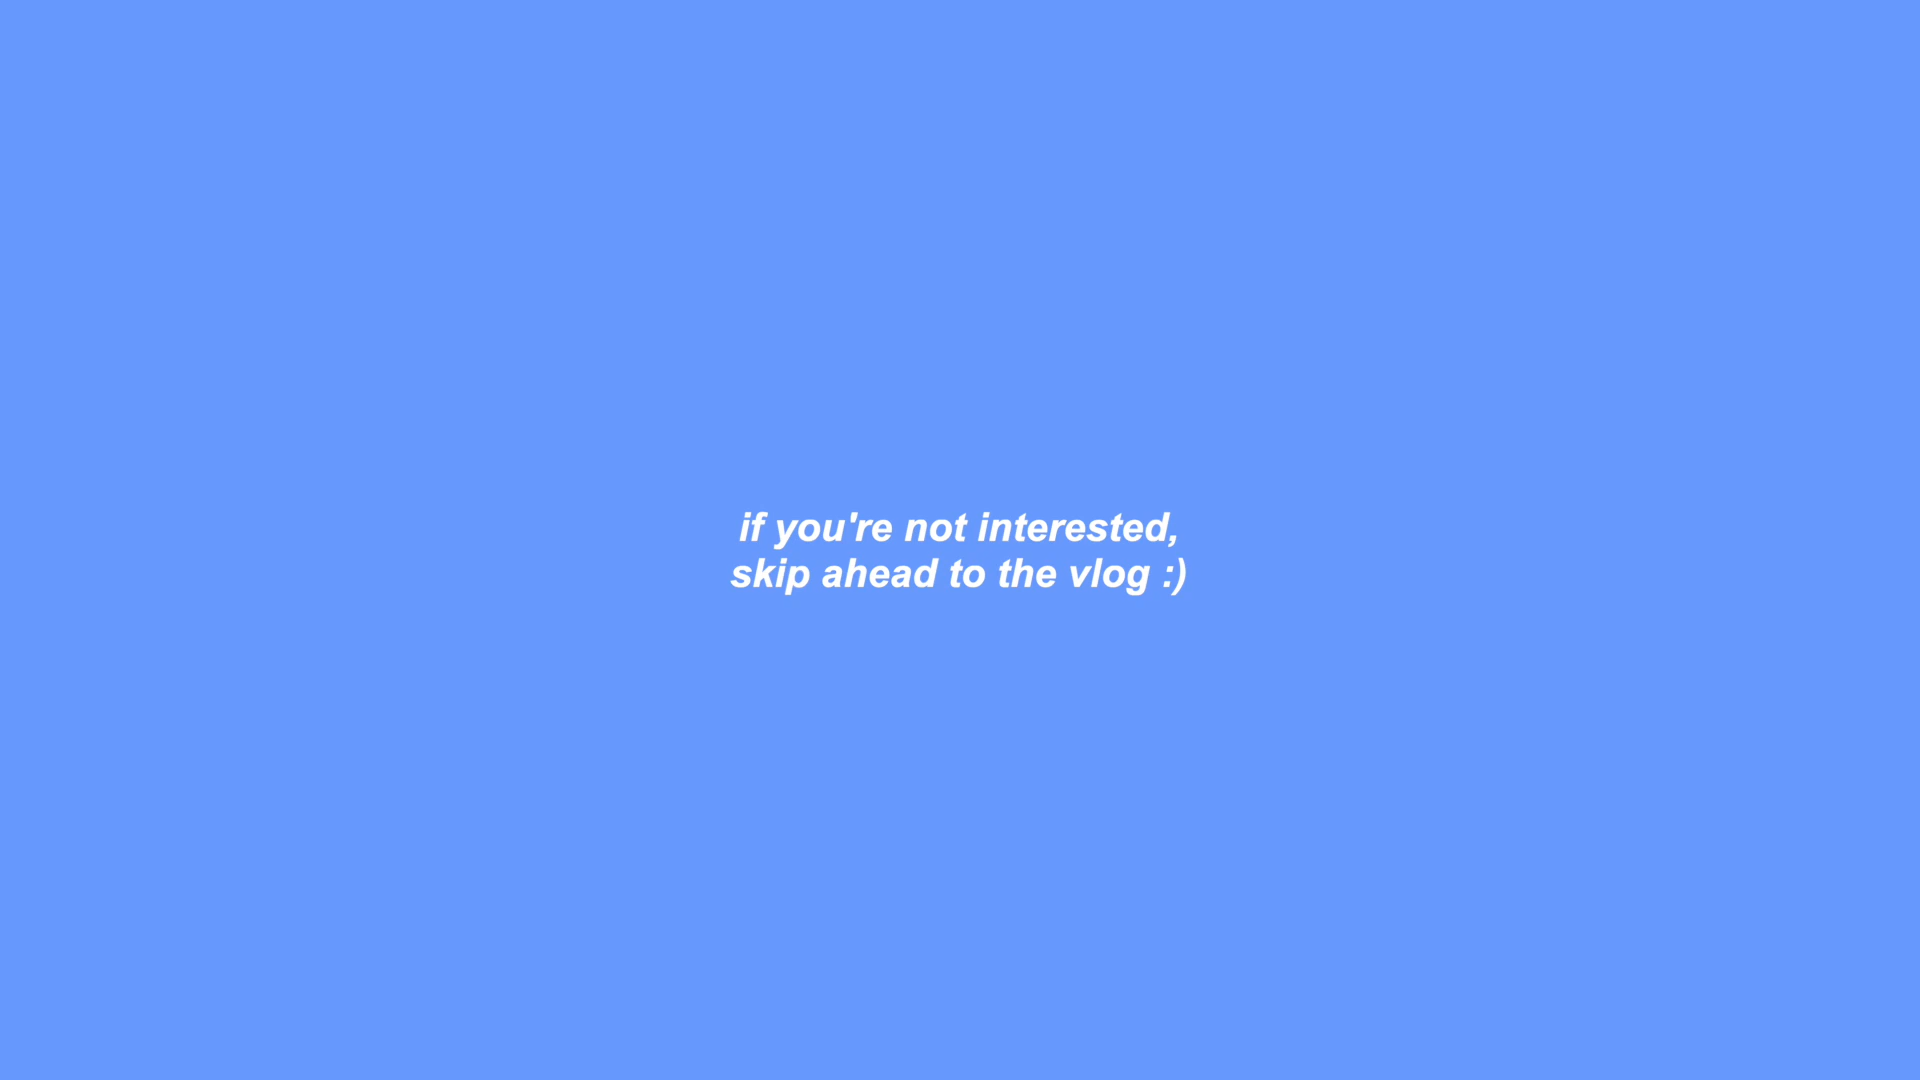 if you're not interested,
skip ahead to the vlog :)